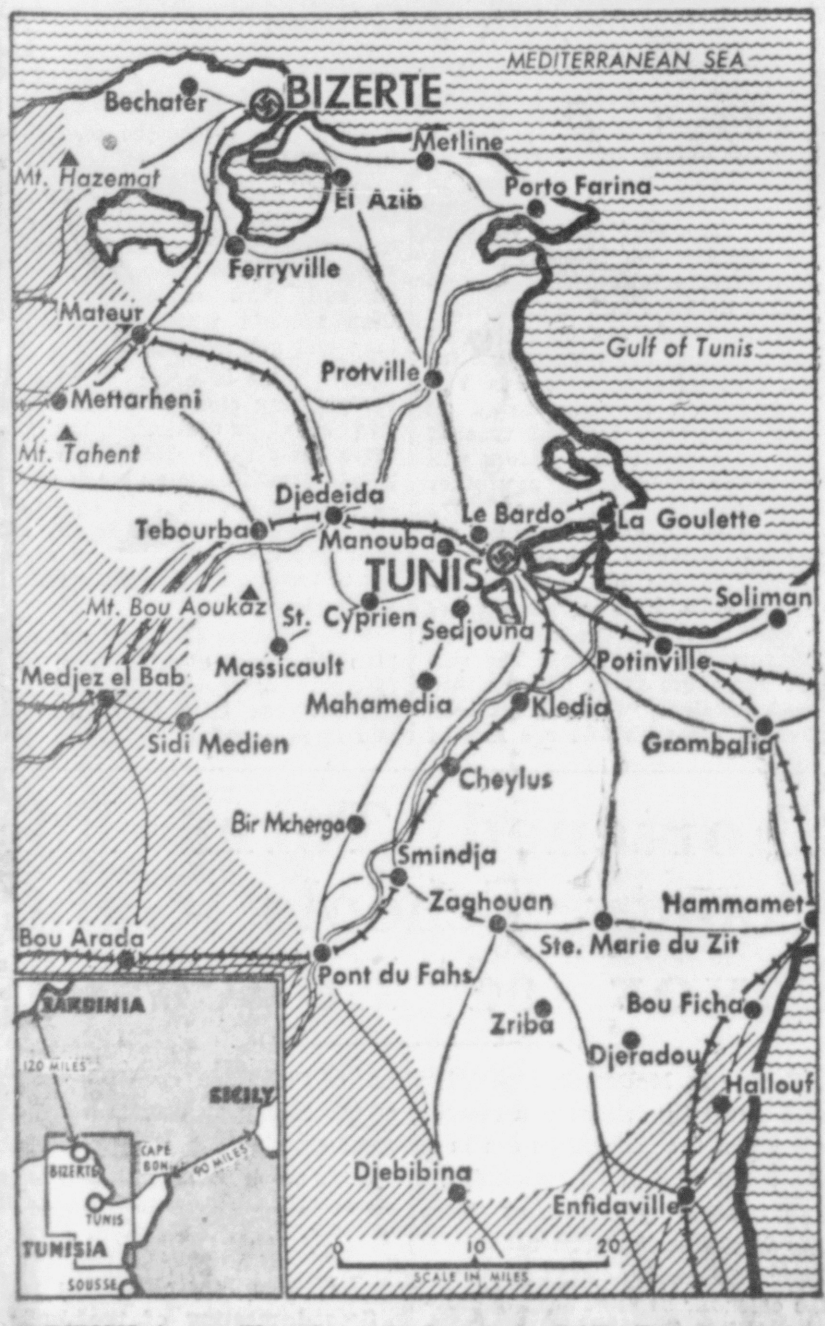 MEDITERRANEAN SEA
BIZERTE
Bechater
Metline
Mt. Hazemat
El Azib
Porto Farina
Ferryville
Mateur
Gulf of Tunis
Protville
Mettarheni
Mt. Tahent
Djedeida
Le Bardo
La Goulette
Tebourba
Manouba
TUNIS
Mt. Bou Aoukaz
St. Cyprien
Soliman
Sedjouna
Massicault
Potinville
Medjez el Bab
Mahamedia
Kledia
Sidi Medien
Grombalia
Cheylus
Bir Mcherga
Smindja
Zaghouan
Hammamet
Bou Arada
Ste. Marie du Zit
Pont du Fahs
SARDINIA
Bou Ficha
Zriba
Djeradou
120 MILES
Hallouf
SICILY
CAPE
BON
90 MILES
BIZERTE
Djebibina
Enfidaville
TUNIS
TUNISIA
0 10 20
SCALE IN MILES
SOUSSE